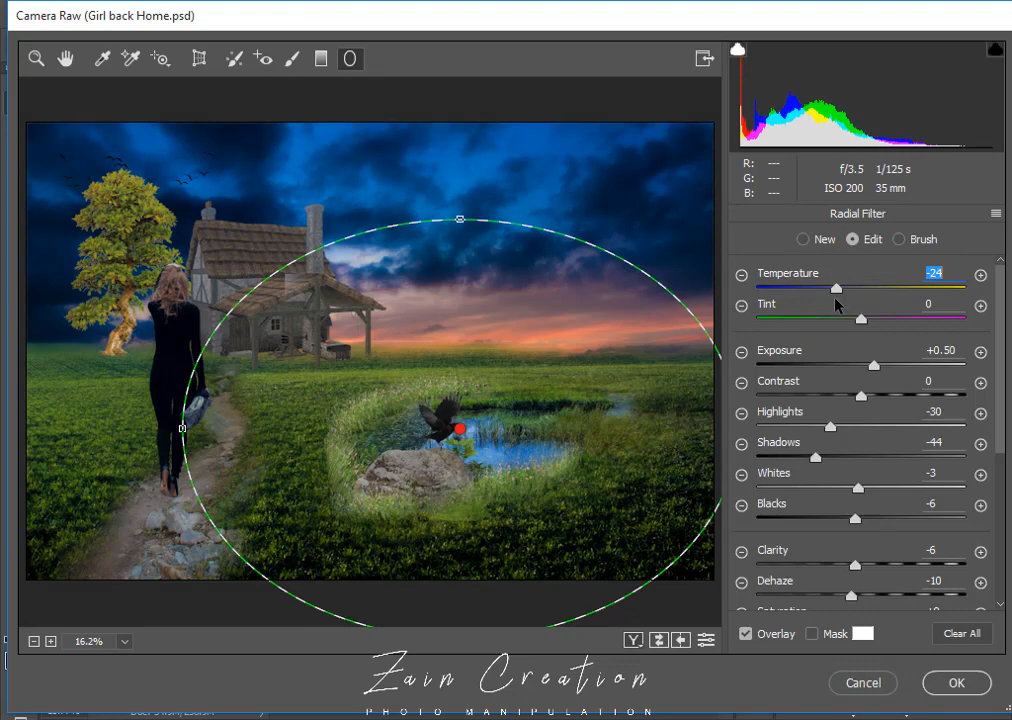 Camera Raw (Girl back Home.psd)
R: ---
G: ---
B: ---
f/3.5 1/125 s
ISO 200 35 mm
Radial Filter
New Edit Brush
Temperature -24
Tint 0
Exposure +0.50
Contrast 0
Highlights -30
Shadows -44
Whites -3
Blacks -6
Clarity -6
Dehaze -10
16.2%
Y
Overlay Mask Clear All
Zain Creation
PHOTO MANIPULATION
Cancel OK